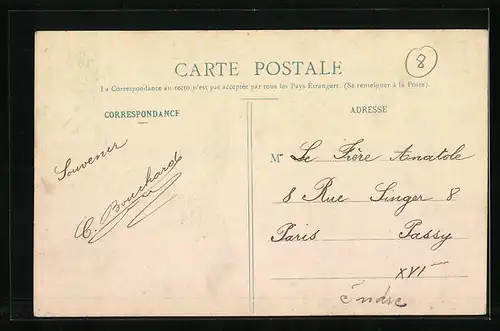 8
CARTE POSTALE
La Correspondance au recto n'est pas acceptée par tous les Pays Étrangers. (Se renseigner à la Poste).
CORRESPONDANCE
ADRESSE
Souvenir
C. Bouchard
M Le Frère Anatole
8 Rue Singer 8
Paris Passy
XVI
Indre